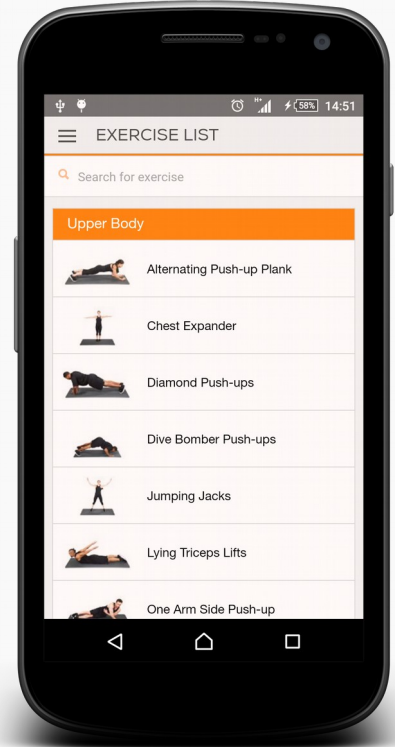 H+ 58% 14:51
EXERCISE LIST
Search for exercise
Upper Body
Alternating Push-up Plank
Chest Expander
Diamond Push-ups
Dive Bomber Push-ups
Jumping Jacks
Lying Triceps Lifts
One Arm Side Push-up